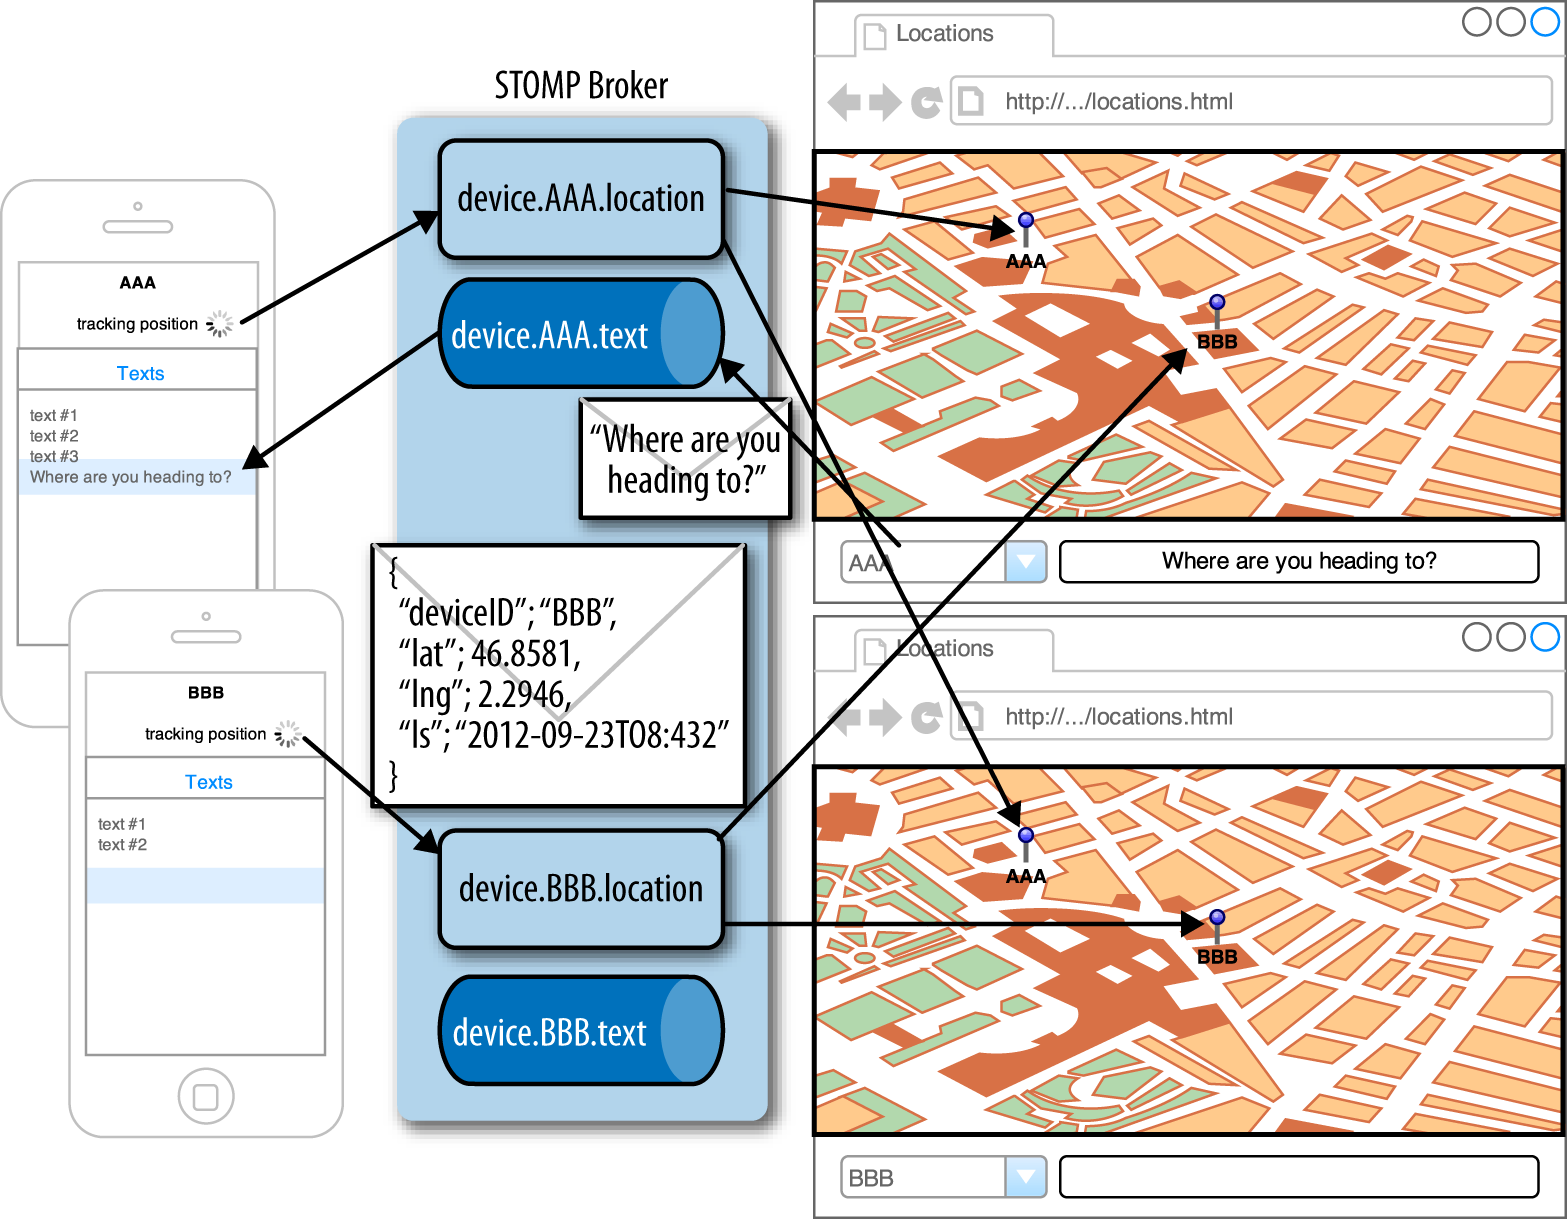 STOMP Broker
device.AAA.location
device.AAA.text
“Where are you
heading to?”
{
“deviceID”; “BBB”,
“lat”; 46.8581,
“lng”; 2.2946,
“ls”; “2012-09-23T08:432”
}
device.BBB.location
device.BBB.text
AAA
tracking position
Texts
text #1
text #2
text #3
Where are you heading to?
BBB
tracking position
Texts
text #1
text #2
Locations
http://.../locations.html
AAA
BBB
AAA
Where are you heading to?
Locations
http://.../locations.html
AAA
BBB
BBB